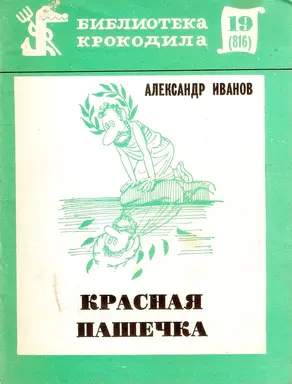 БИБЛИОТЕКА
КРОКОДИЛА
19
(816)
АЛЕКСАНДР ИВАНОВ
КРАСНАЯ
ПАШЕЧКА